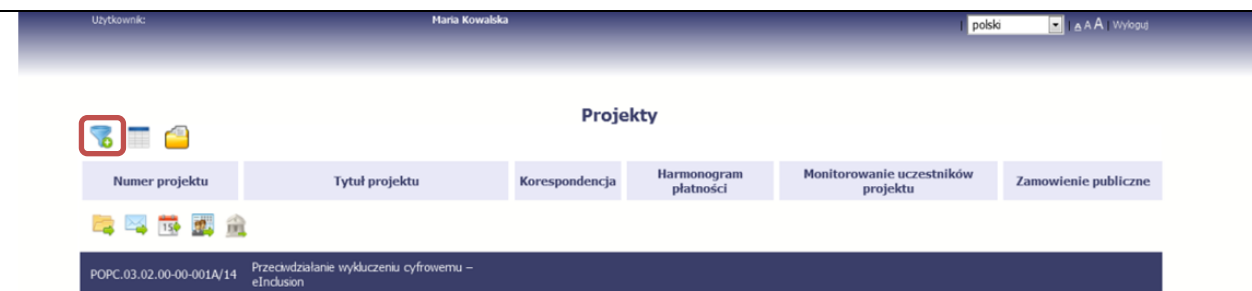 Użytkownik: Maria Kowalska | polski | A A A | Wyloguj
Projekty
Numer projektu Tytuł projektu Korespondencja Harmonogram płatności Monitorowanie uczestników projektu Zamowienie publiczne
15
POPC.03.02.00-00-001A/14 Przeciwdziałanie wykluczeniu cyfrowemu –
eInclusion